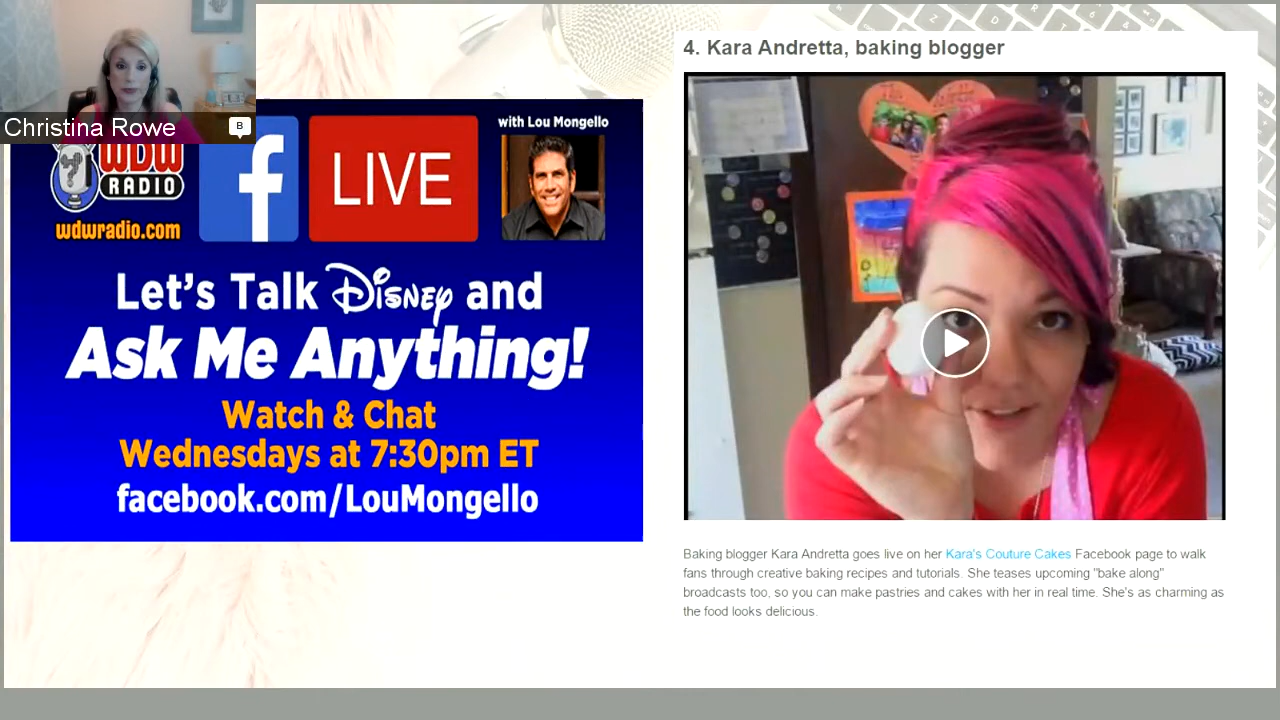 Christina Rowe
B
WDW
RADIO
wdwradio.com
f
LIVE
with Lou Mongello
Let's Talk Disney and
Ask Me Anything!
Watch & Chat
Wednesdays at 7:30pm ET
facebook.com/LouMongello
4. Kara Andretta, baking blogger
Baking blogger Kara Andretta goes live on her Kara's Couture Cakes Facebook page to walk
fans through creative baking recipes and tutorials. She teases upcoming "bake along"
broadcasts too, so you can make pastries and cakes with her in real time. She's as charming as
the food looks delicious.